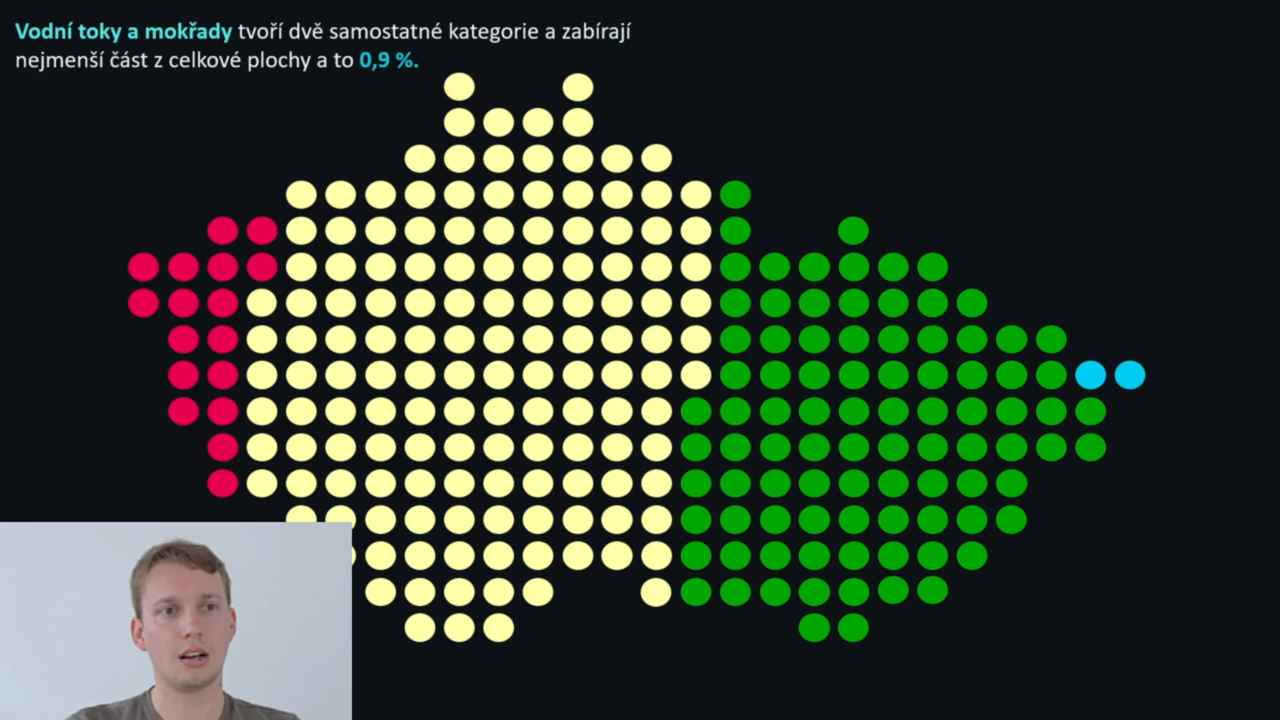 Vodní toky a mokřady tvoří dvě samostatné kategorie a zabírají
nejmenší část z celkové plochy a to 0,9 %.